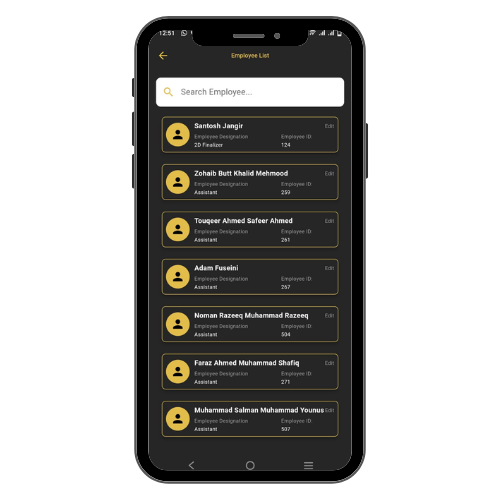 12:51
Employee List
Search Employee...
Santosh Jangir Edit
Employee Designation Employee ID:
2D Finalizer 124
Zohaib Butt Khalid Mehmood Edit
Employee Designation Employee ID:
Assistant 259
Touqeer Ahmed Safeer Ahmed Edit
Employee Designation Employee ID:
Assistant 261
Adam Fuseini Edit
Employee Designation Employee ID:
Assistant 267
Noman Razeeq Muhammad Razeeq Edit
Employee Designation Employee ID:
Assistant 504
Faraz Ahmed Muhammad Shafiq Edit
Employee Designation Employee ID:
Assistant 271
Muhammad Salman Muhammad Younus Edit
Employee Designation Employee ID:
Assistant 507